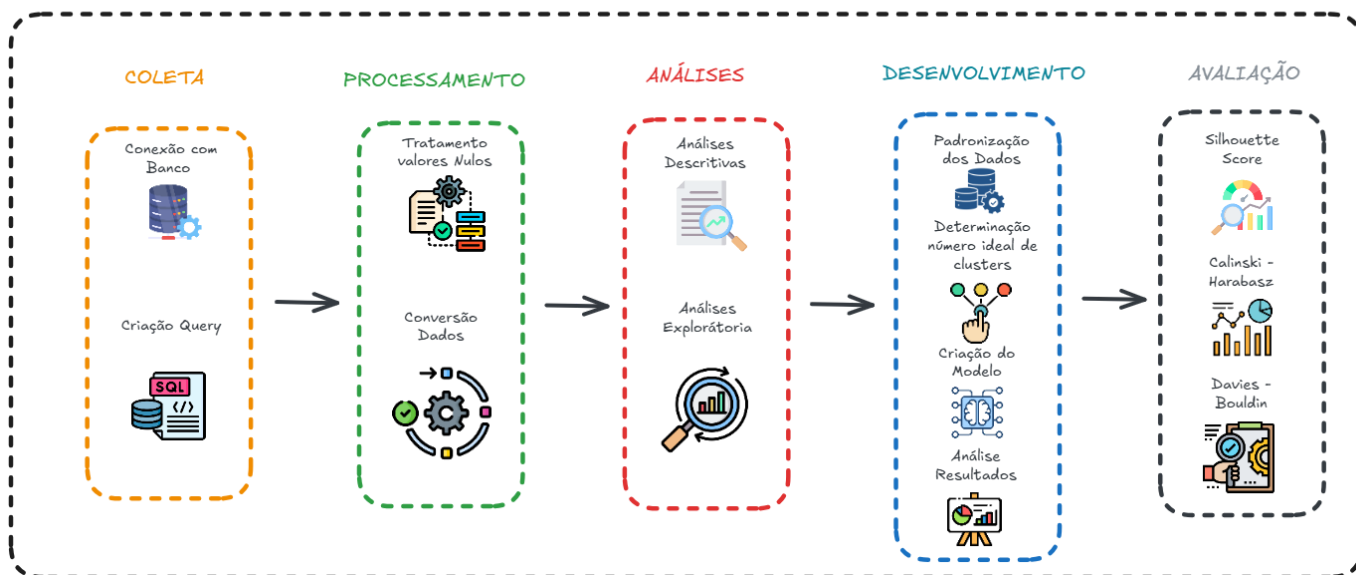 COLETA
Conexão com
Banco
Criação Query
SQL
</>
PROCESSAMENTO
Tratamento
valores Nulos
Conversão
Dados
ANÁLISES
Análises
Descritivas
Análises
Explorátoria
DESENVOLVIMENTO
Padronização
dos Dados
Determinação
número ideal de
clusters
Criação do
Modelo
Análise
Resultados
AVALIAÇÃO
Silhouette
Score
Calinski -
Harabasz
Davies -
Bouldin